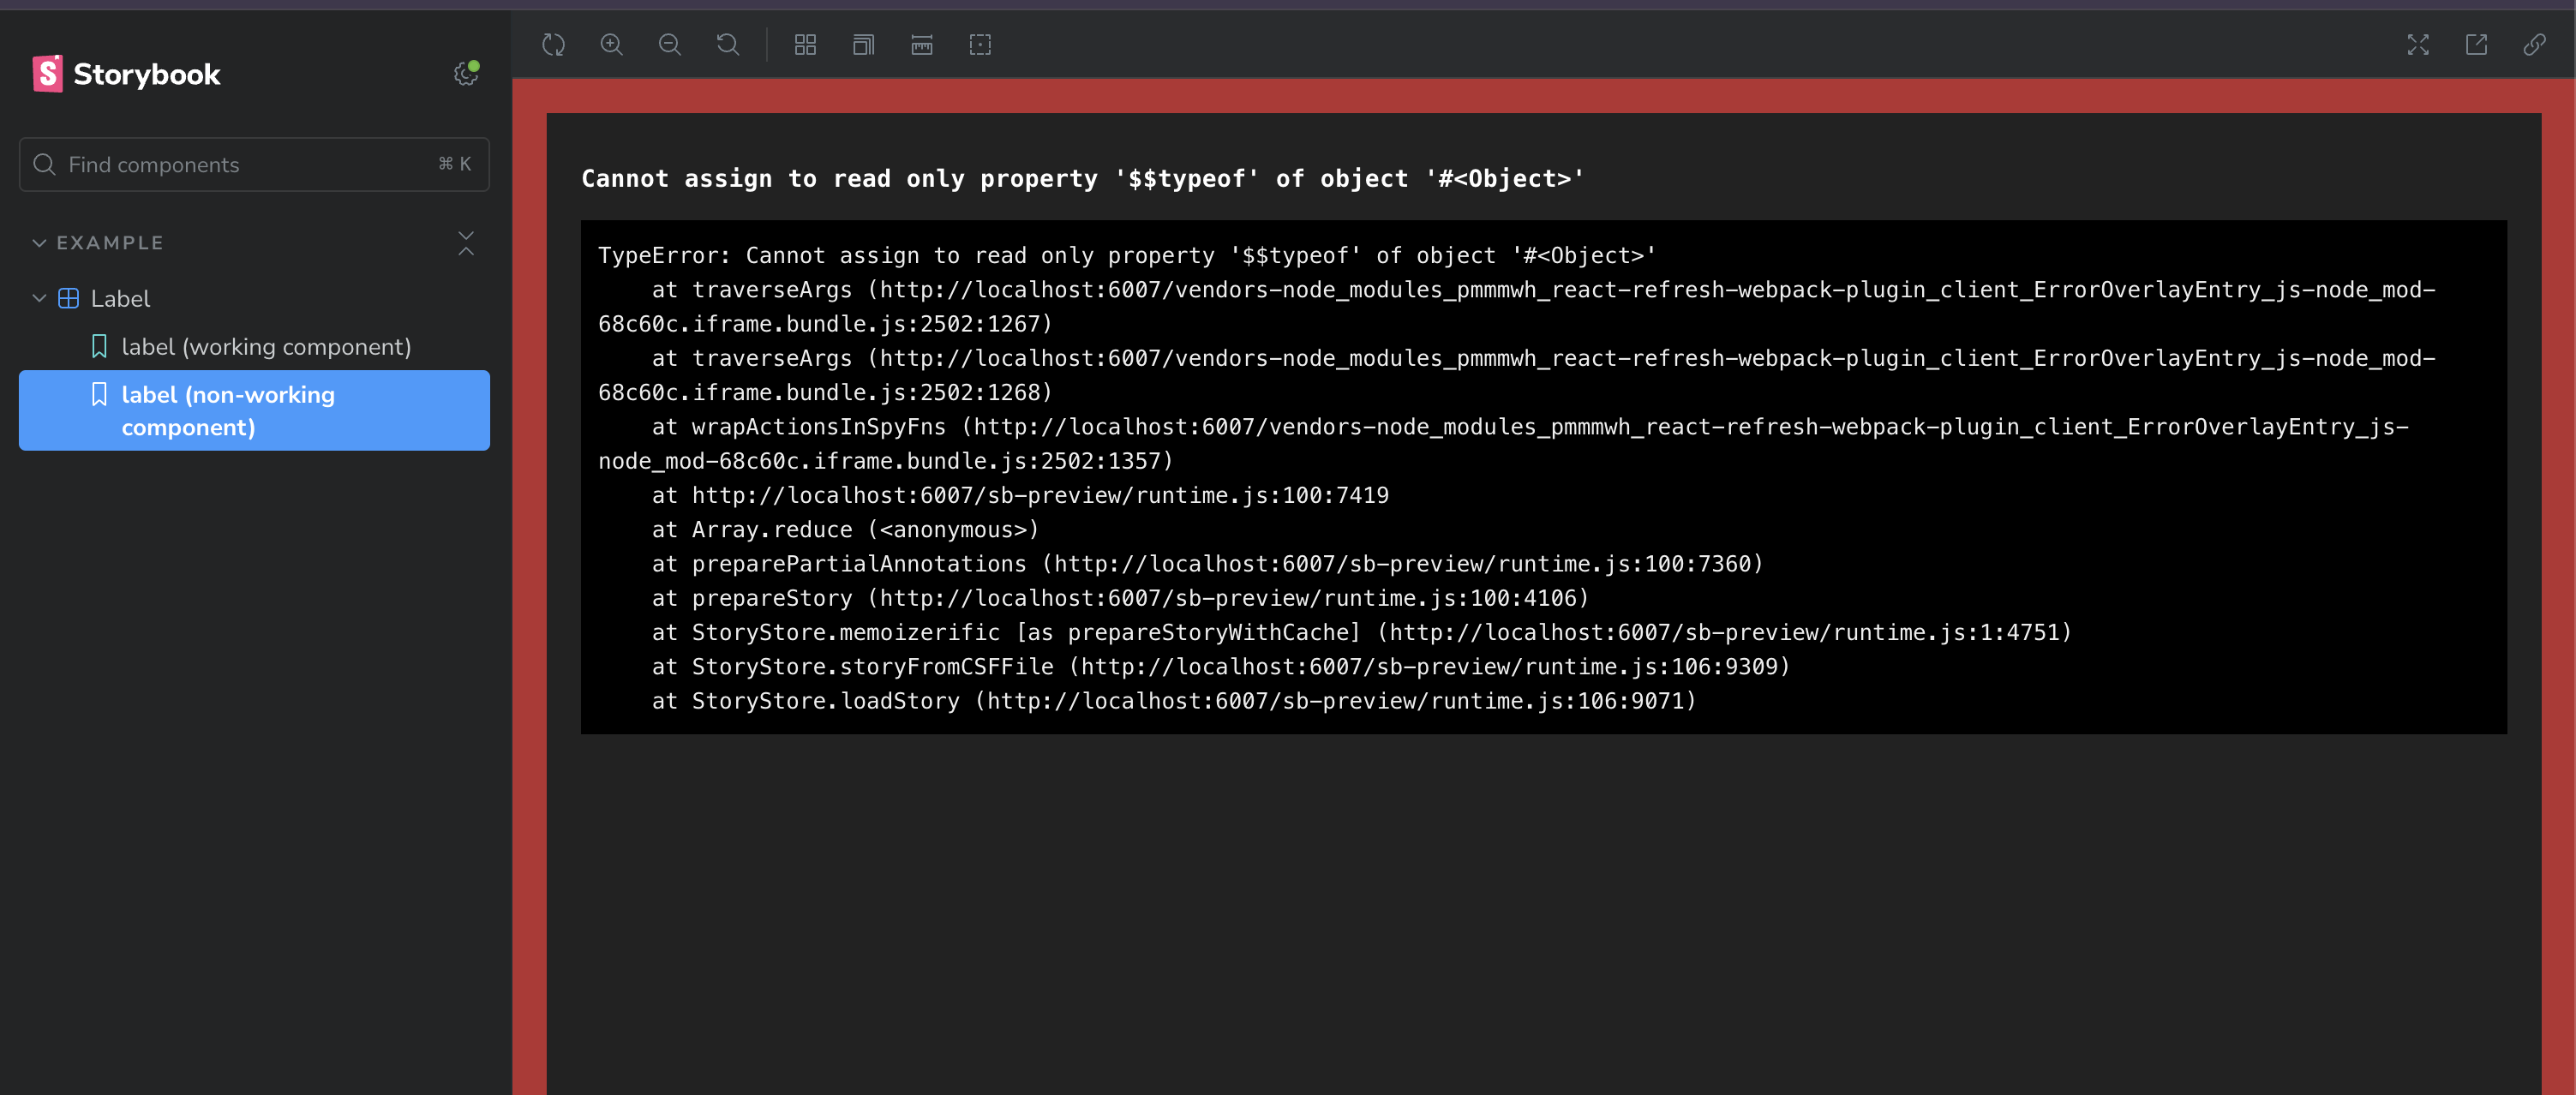 Storybook
Find components
⌘ K
EXAMPLE
Label
label (working component)
label (non-working
component)
Cannot assign to read only property '$$typeof' of object '#<Object>'
TypeError: Cannot assign to read only property '$$typeof' of object '#<Object>'
at traverseArgs (http://localhost:6007/vendors-node_modules_pmmmwh_react-refresh-webpack-plugin_client_ErrorOverlayEntry_js-node_mod-
68c60c.iframe.bundle.js:2502:1267)
at traverseArgs (http://localhost:6007/vendors-node_modules_pmmmwh_react-refresh-webpack-plugin_client_ErrorOverlayEntry_js-node_mod-
68c60c.iframe.bundle.js:2502:1268)
at wrapActionsInSpyFns (http://localhost:6007/vendors-node_modules_pmmmwh_react-refresh-webpack-plugin_client_ErrorOverlayEntry_js-
node_mod-68c60c.iframe.bundle.js:2502:1357)
at http://localhost:6007/sb-preview/runtime.js:100:7419
at Array.reduce (<anonymous>)
at preparePartialAnnotations (http://localhost:6007/sb-preview/runtime.js:100:7360)
at prepareStory (http://localhost:6007/sb-preview/runtime.js:100:4106)
at StoryStore.memoizerific [as prepareStoryWithCache] (http://localhost:6007/sb-preview/runtime.js:1:4751)
at StoryStore.storyFromCSFFile (http://localhost:6007/sb-preview/runtime.js:106:9309)
at StoryStore.loadStory (http://localhost:6007/sb-preview/runtime.js:106:9071)